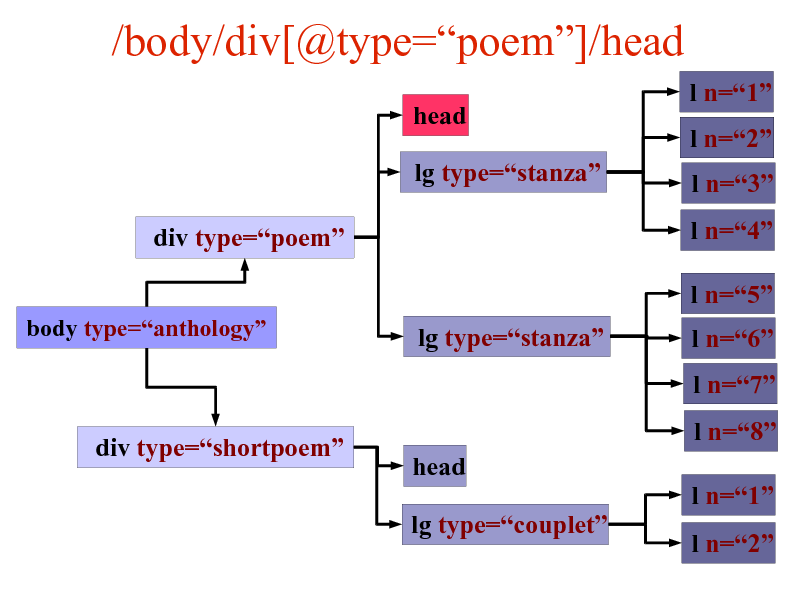 /body/div[@type=“poem”]/head
l n=“1”
head
l n=“2”
lg type=“stanza”
l n=“3”
l n=“4”
div type=“poem”
l n=“5”
body type=“anthology”
lg type=“stanza”
l n=“6”
l n=“7”
l n=“8”
div type=“shortpoem”
head
l n=“1”
lg type=“couplet”
l n=“2”